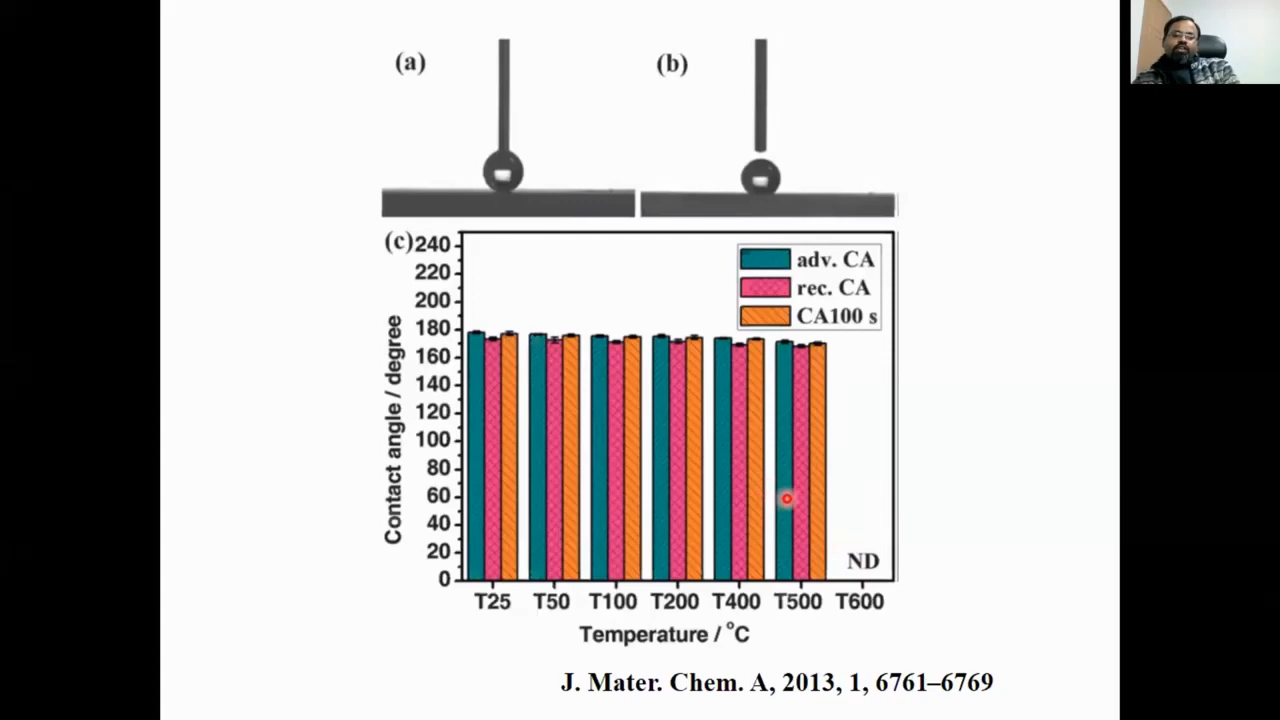 (a)
(b)
(c)
240
220
200
180
160
140
120
100
80
60
40
20
0
Contact angle / degree
adv. CA
rec. CA
CA100 s
ND
T25 T50 T100 T200 T400 T500 T600
Temperature / °C
J. Mater. Chem. A, 2013, 1, 6761–6769